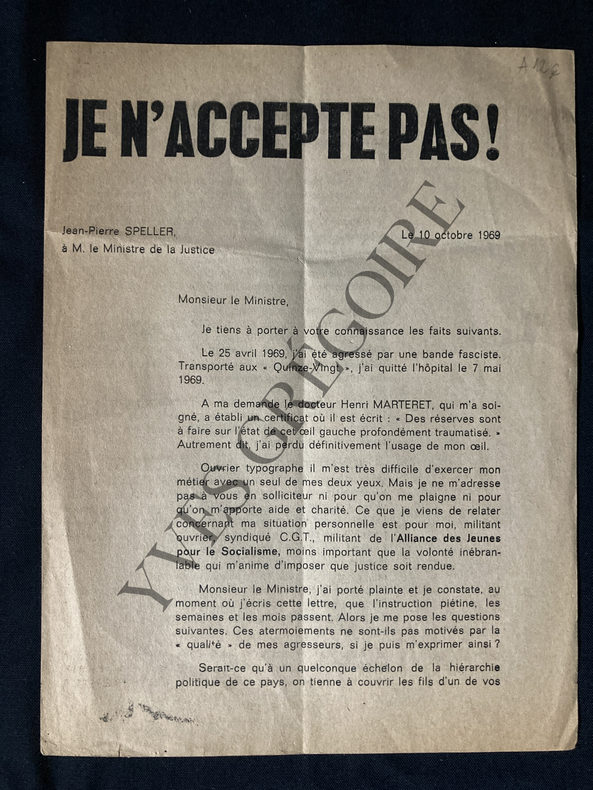 A 12 €
JE N'ACCEPTE PAS!
Jean-Pierre SPELLER,
à M. le Ministre de la Justice
Le 10 octobre 1969
Monsieur le Ministre,
Je tiens à porter à votre connaissance les faits suivants.
Le 25 avril 1969, j'ai été agressé par une bande fasciste.
Transporté aux « Quinze-Vingt », j'ai quitté l'hôpital le 7 mai
1969.
A ma demande le docteur Henri MARTERET, qui m'a soi-
gné, a établi un certificat où il est écrit : « Des réserves sont
à faire sur l'état de cet œil gauche profondément traumatisé. »
Autrement dit, j'ai perdu définitivement l'usage de mon œil.
Ouvrier typographe il m'est très difficile d'exercer mon
métier avec un seul de mes deux yeux. Mais je ne m'adresse
pas à vous en solliciteur ni pour qu'on me plaigne ni pour
qu'on m'apporte aide et charité. Ce que je viens de relater
concernant ma situation personnelle est pour moi, militant
ouvrier, syndiqué C.G.T., militant de l'Alliance des Jeunes
pour le Socialisme, moins important que la volonté inébran-
lable qui m'anime d'imposer que justice soit rendue.
Monsieur le Ministre, j'ai porté plainte et je constate, au
moment où j'écris cette lettre, que l'instruction piétine, les
semaines et les mois passent. Alors je me pose les questions
suivantes. Ces atermoiements ne sont-ils pas motivés par la
« qualité » de mes agresseurs, si je puis m'exprimer ainsi ?
Serait-ce qu'à un quelconque échelon de la hiérarchie
politique de ce pays, on tienne à couvrir les fils d'un de vos
YVES GRÉGOIRE